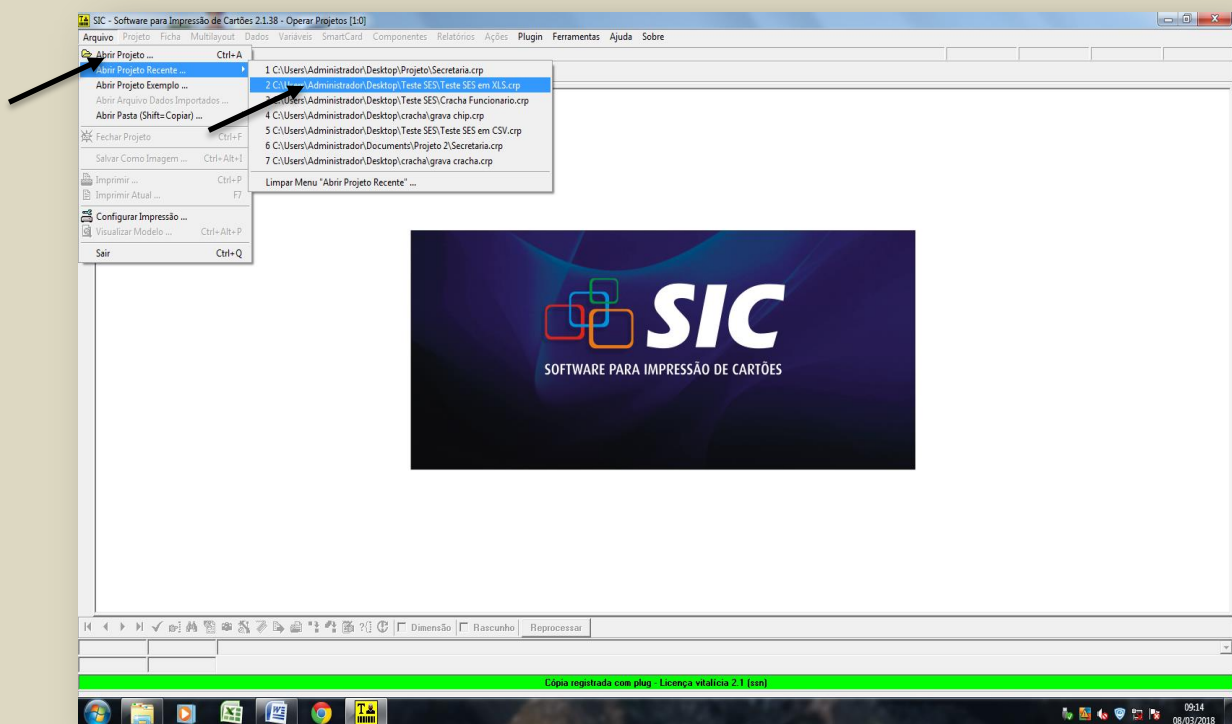 SIC - Software para Impressão de Cartões 2.1.38 - Operar Projetos [1:0]
Arquivo Projeto Ficha Multilayout Dados Variáveis SmartCard Componentes Relatórios Ações Plugin Ferramentas Ajuda Sobre
Abrir Projeto ... Ctrl+A
Abrir Projeto Recente ...
Abrir Projeto Exemplo ...
Abrir Arquivo Dados Importados ...
Abrir Pasta (Shift=Copiar) ...
Fechar Projeto Ctrl+F
Salvar Como Imagem ... Ctrl+Alt+I
Imprimir ... Ctrl+P
Imprimir Atual ... F7
Configurar Impressão ...
Visualizar Modelo ... Ctrl+Alt+P
Sair Ctrl+Q
1 C:\Users\Administrador\Desktop\Projeto\Secretaria.crp
2 C:\Users\Administrador\Desktop\Teste SES\Teste SES em XLS.crp
3 C:\Users\Administrador\Desktop\Teste SES\Cracha Funcionario.crp
4 C:\Users\Administrador\Desktop\cracha\grava chip.crp
5 C:\Users\Administrador\Desktop\Teste SES\Teste SES em CSV.crp
6 C:\Users\Administrador\Documents\Projeto 2\Secretaria.crp
7 C:\Users\Administrador\Desktop\cracha\grava cracha.crp
Limpar Menu "Abrir Projeto Recente" ...
SIC
SOFTWARE PARA IMPRESSÃO DE CARTÕES
Dimensão Rascunho Reprocessar
Cópia registrada com plug - Licença vitalícia 2.1 (ssn)
09:14
08/03/2018